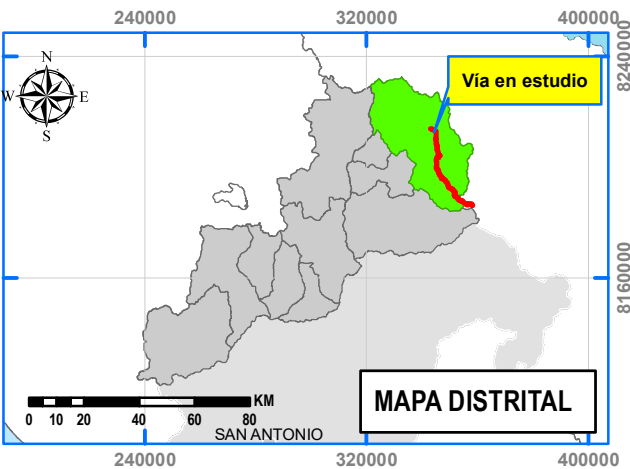 240000 320000 400000
8240000
N
W E
S
Vía en estudio
8160000
KM
0 10 20 40 60 80
MAPA DISTRITAL
SAN ANTONIO
240000 320000 400000